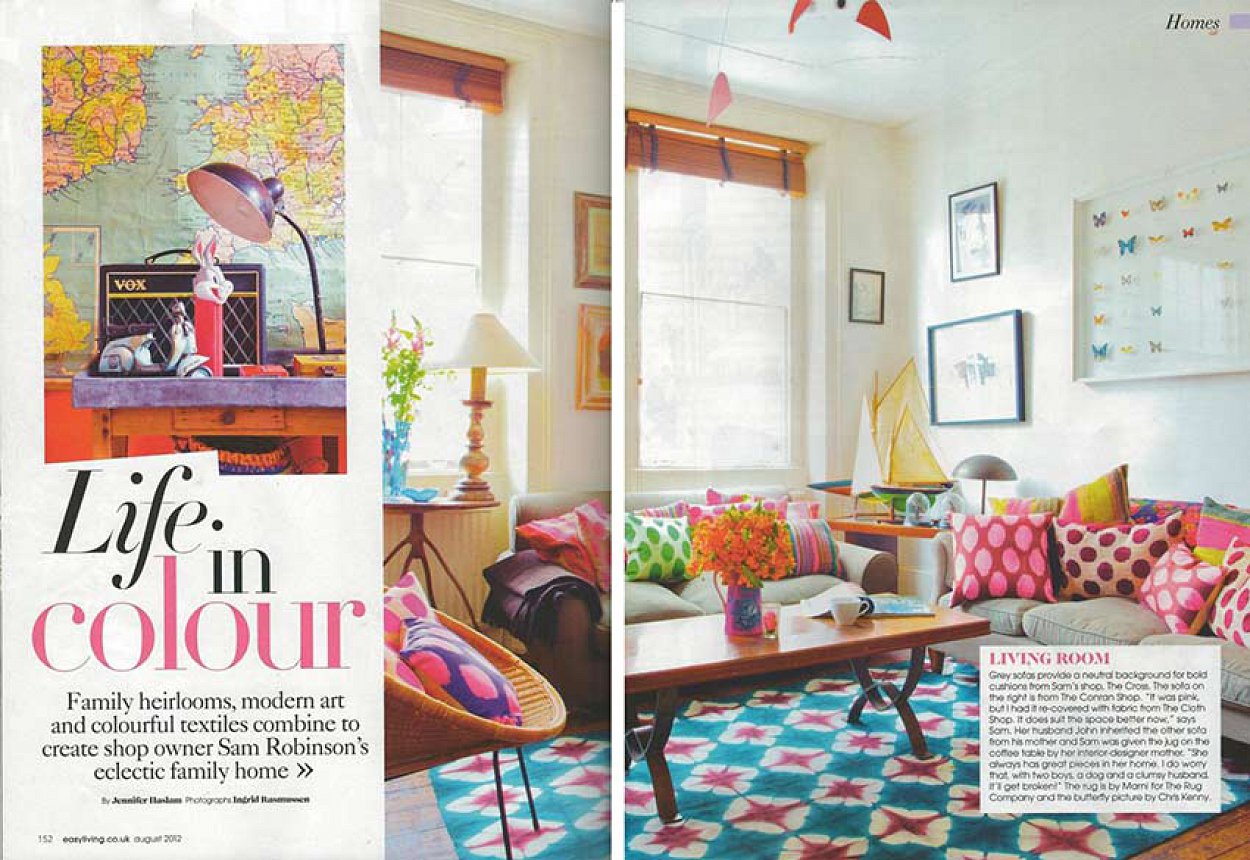 Homes
VOX
Life
in
colour
Family heirlooms, modern art
and colourful textiles combine to
create shop owner Sam Robinson's
eclectic family home »
By Jennifer Haslam Photographs Ingrid Rasmussen
152 easyliving.co.uk august 2012
LIVING ROOM
Grey sofas provide a neutral background for bold
cushions from Sam's shop, The Cross. The sofa on
the right is from The Conran Shop. "It was pink,
but I had it re-covered with fabric from The Cloth
Shop. It does suit the space better now," says
Sam. Her husband John inherited the other sofa
from his mother and Sam was given the jug on the
coffee table by her interior-designer mother. "She
always has great pieces in her home. I do worry
that, with two boys, a dog and a clumsy husband,
it'll get broken!" The rug is by Marni for The Rug
Company and the butterfly picture by Chris Kenny.